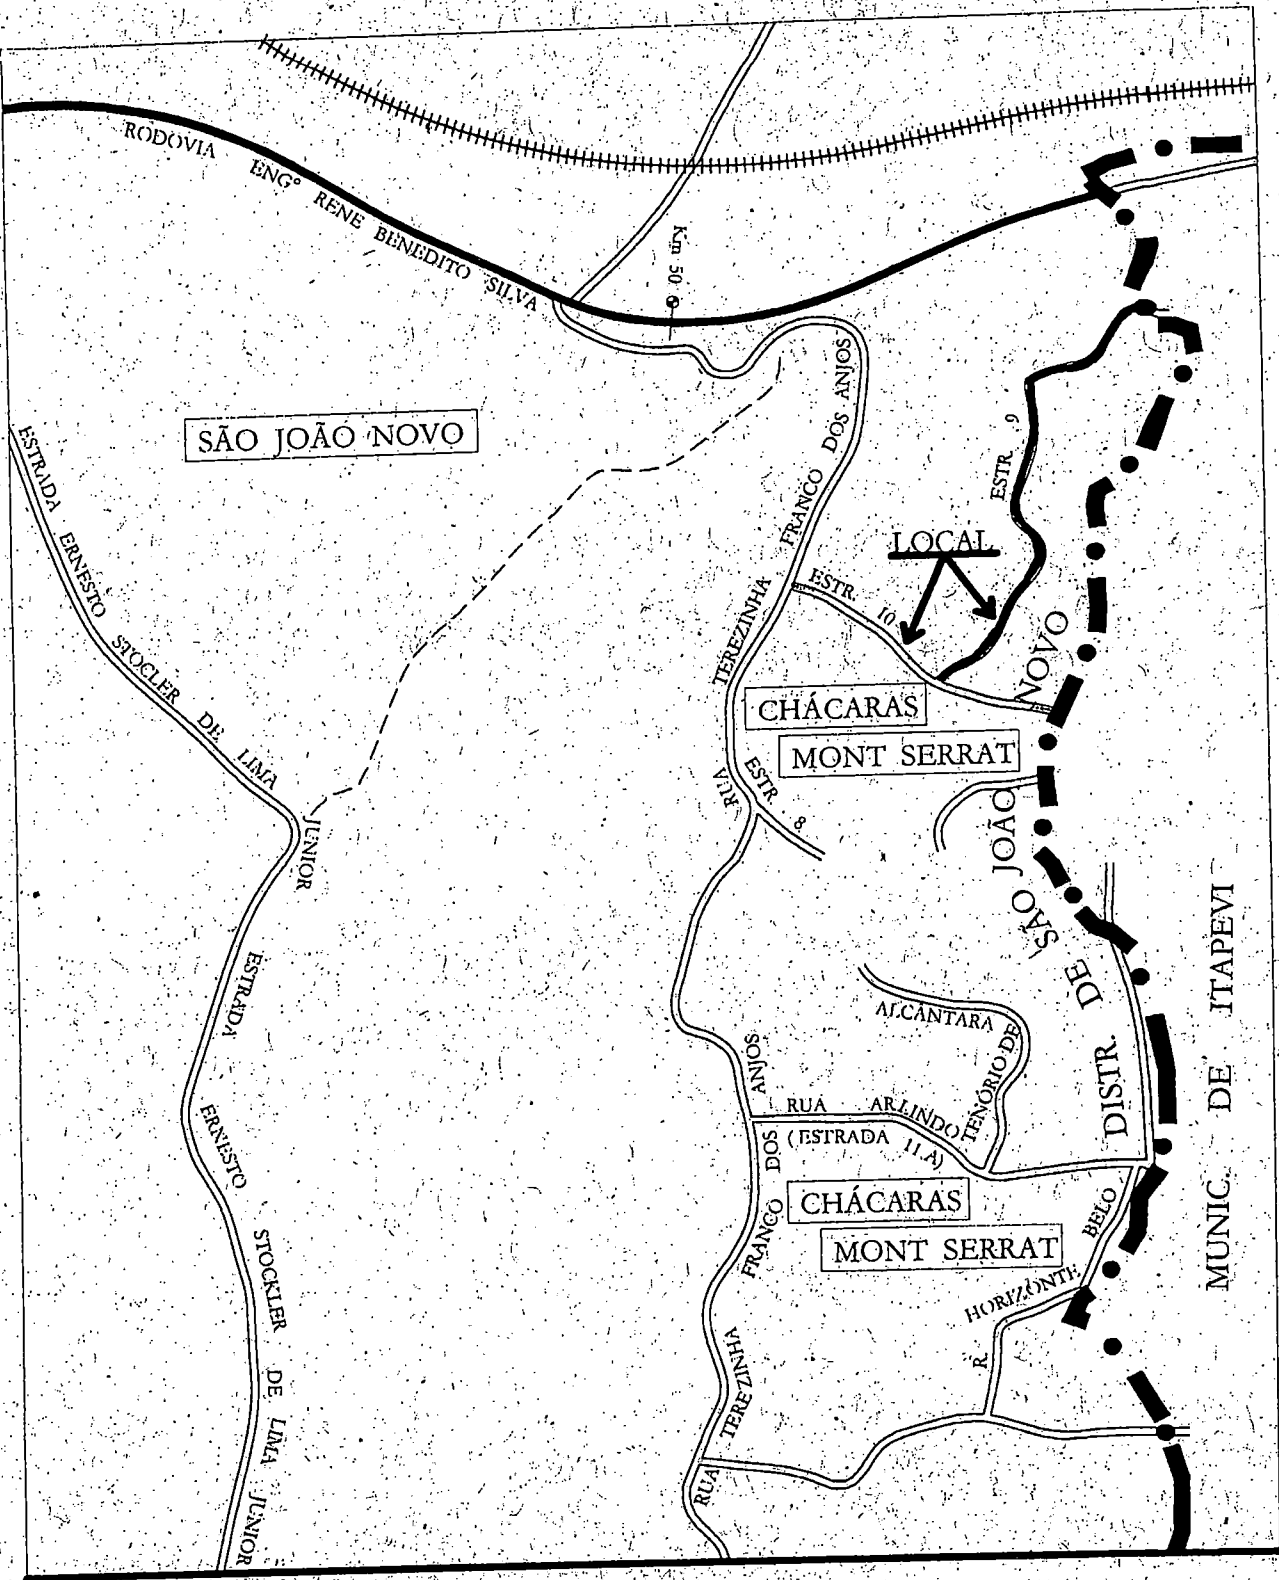 RODOVIA ENG° RENE BENEDITO SILVA
Km 50
SÃO JOÃO NOVO
ESTRADA ERNESTO STOCLER DE LIMA JUNIOR
RUA TEREZINHA FRANCO DOS ANJOS
ESTR. 9
LOCAL
ESTR. 10
CHÁCARAS
MONT SERRAT
ESTR. 8
DISTR. DE SÃO JOÃO NOVO
MUNIC. DE ITAPEVI
ESTRADA ERNESTO STOCKLER DE LIMA JUNIOR
TENÓRIO DE ALCÂNTARA
RUA ARLINDO
(ESTRADA 11.A)
CHÁCARAS
MONT SERRAT
R. HORIZONTE BELO
RUA TEREZINHA FRANCO DOS ANJOS